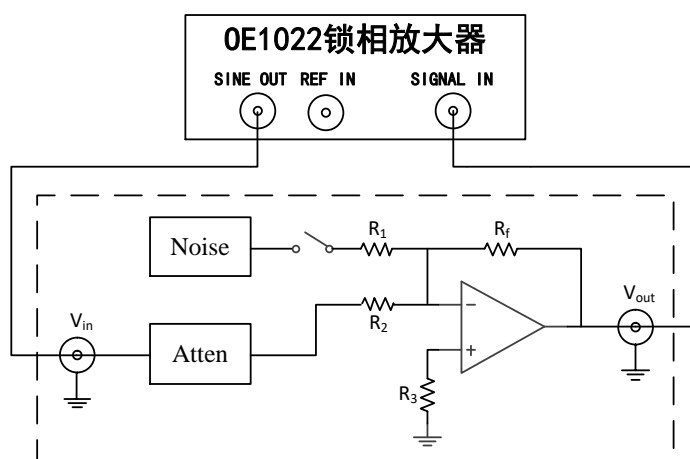 OE1022锁相放大器
SINE OUT REF IN SIGNAL IN
Noise
R1
Rf
Vin
Atten
R2
−
+
Vout
R3